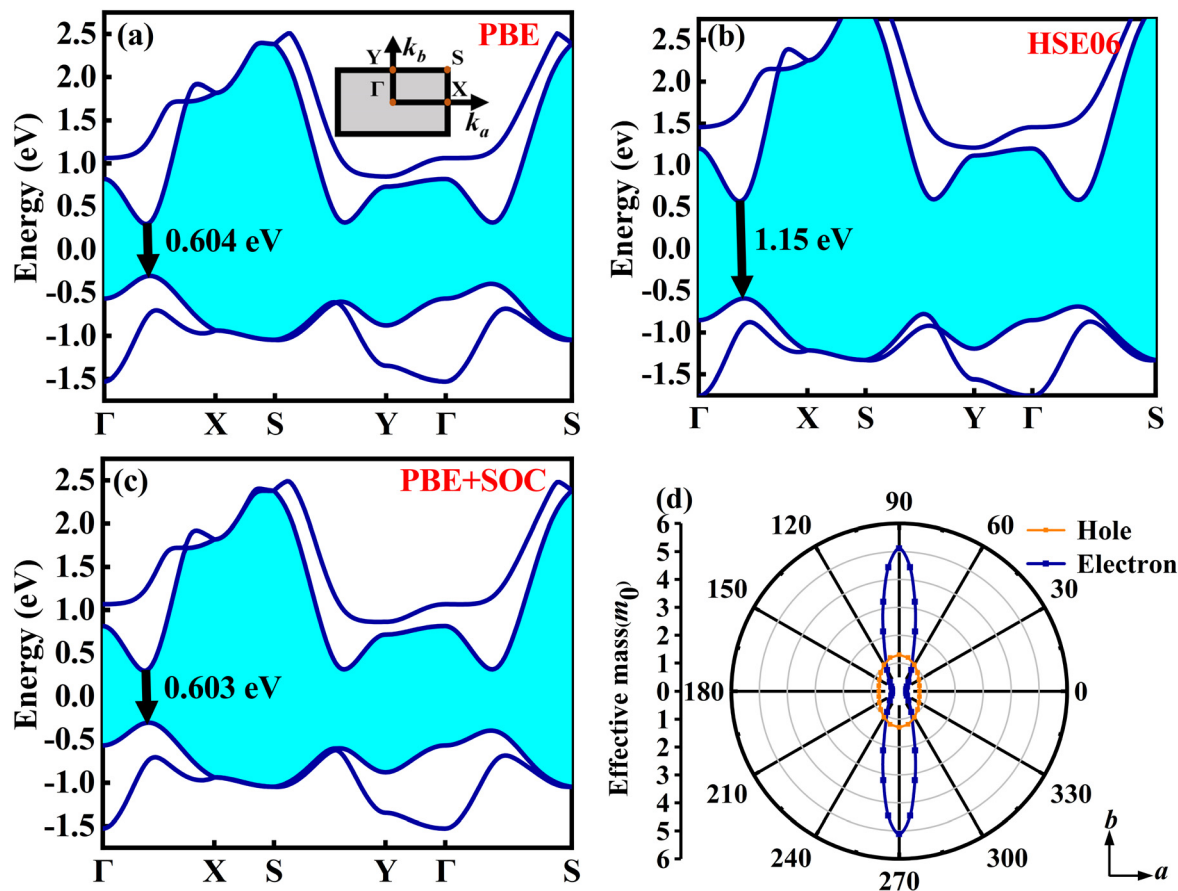 (a)
PBE
2.5
2.0
1.5
1.0
0.5
0.0
-0.5
-1.0
-1.5
Energy (eV)
Y
k_b
S
Γ
X
k_a
0.604 eV
Γ
X
S
Y
Γ
S
(b)
HSE06
2.5
2.0
1.5
1.0
0.5
0.0
-0.5
-1.0
-1.5
Energy (ev)
1.15 eV
Γ
X
S
Y
Γ
S
(c)
PBE+SOC
2.5
2.0
1.5
1.0
0.5
0.0
-0.5
-1.0
-1.5
Energy (eV)
0.603 eV
Γ
X
S
Y
Γ
S
(d)
Hole
Electron
6
5
4
3
2
1
0
1
2
3
4
5
6
Effective mass(m0)
90
60
30
0
330
300
270
240
210
180
150
120
b
a